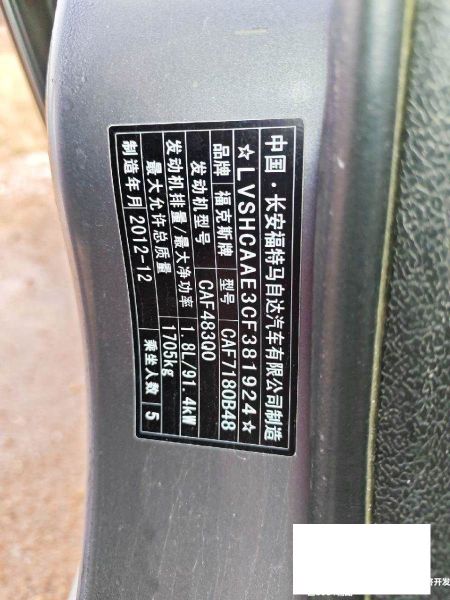 中国·长安福特马自达汽车有限公司制造
☆LVSHCAAE3CF381924☆
品牌 福克斯牌 型号 CAF7180B48
发动机型号 CAF48300
发动机排量/最大净功率 1.8L/91.4kW
最大允许总质量 1705kg
制造年月 2012-12 乘坐人数 5